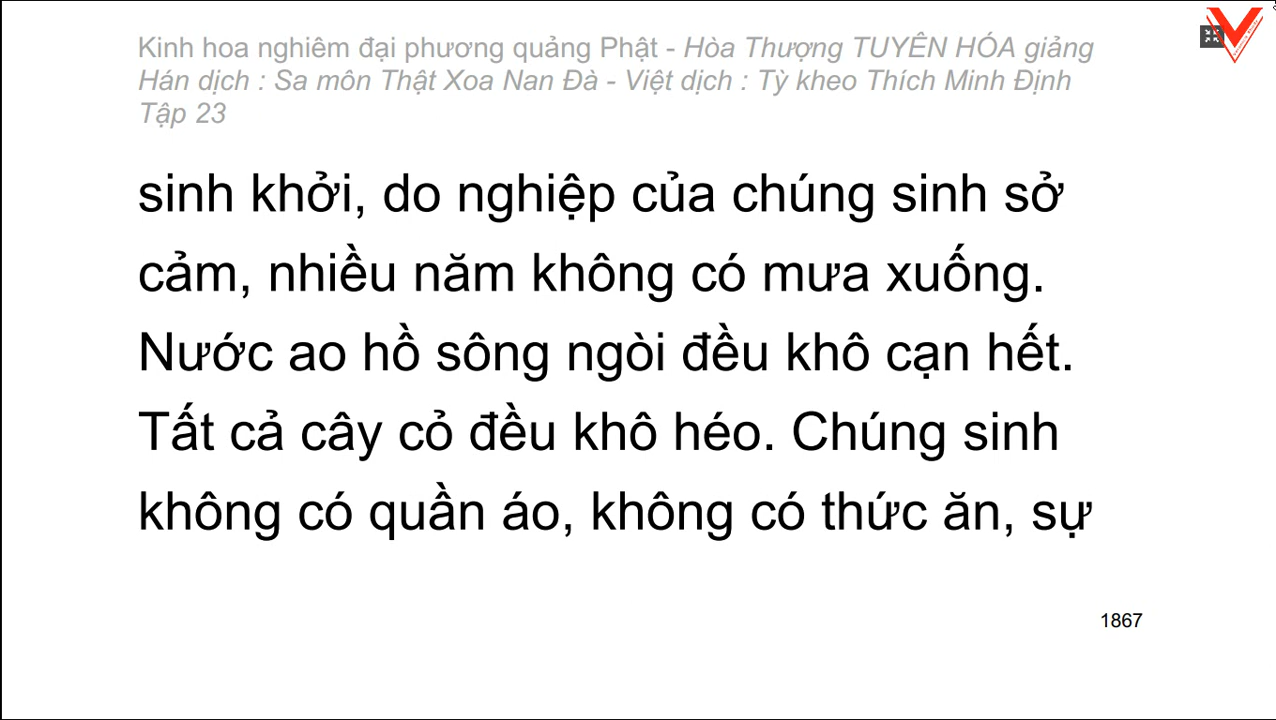 Kinh hoa nghiêm đại phương quảng Phật - Hòa Thượng TUYÊN HÓA giảng
Hán dịch : Sa môn Thật Xoa Nan Đà - Việt dịch : Tỳ kheo Thích Minh Định
Tập 23
sinh khởi, do nghiệp của chúng sinh sở
cảm, nhiều năm không có mưa xuống.
Nước ao hồ sông ngòi đều khô cạn hết.
Tất cả cây cỏ đều khô héo. Chúng sinh
không có quần áo, không có thức ăn, sự
1867